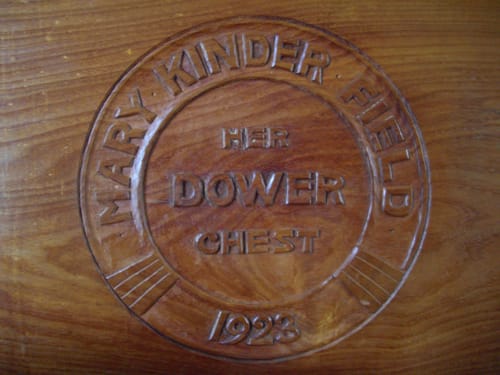 MARY · KINDER · FIELD
HER
DOWER
CHEST
1923